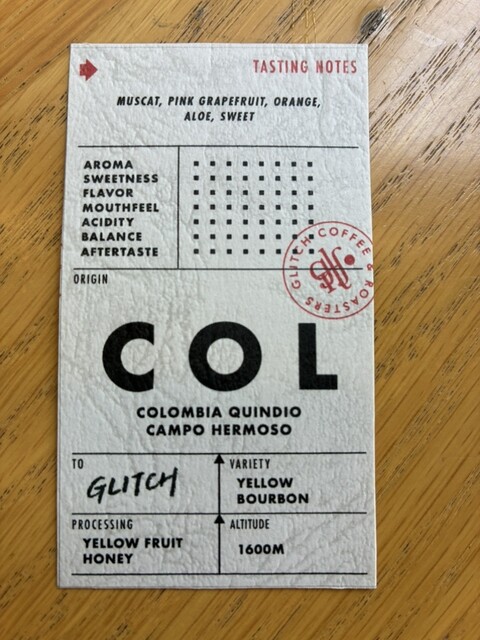 TASTING NOTES
MUSCAT, PINK GRAPEFRUIT, ORANGE,
ALOE, SWEET
AROMA
SWEETNESS
FLAVOR
MOUTHFEEL
ACIDITY
BALANCE
AFTERTASTE
GLITCH COFFEE & ROASTERS
ORIGIN
COL
COLOMBIA QUINDIO
CAMPO HERMOSO
TO
GLITCH
VARIETY
YELLOW
BOURBON
PROCESSING
YELLOW FRUIT
HONEY
ALTITUDE
1600M